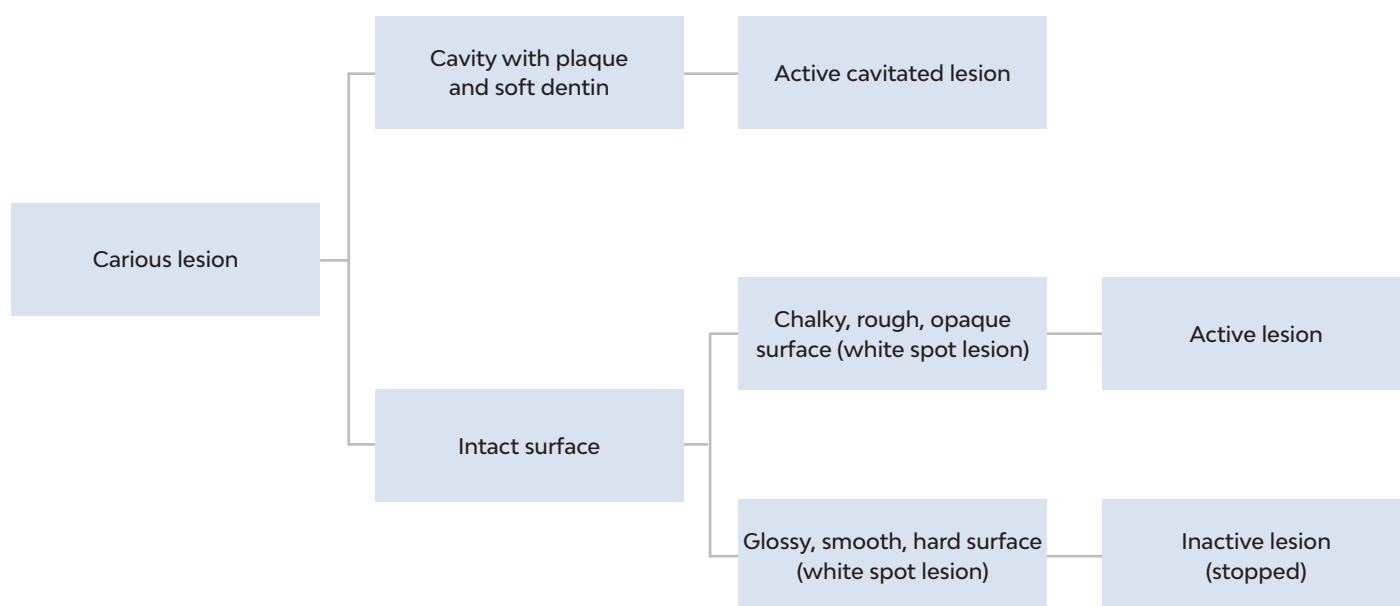 Cavity with plaque
and soft dentin
Active cavitated lesion
Carious lesion
Chalky, rough, opaque
surface (white spot lesion)
Active lesion
Intact surface
Glossy, smooth, hard surface
(white spot lesion)
Inactive lesion
(stopped)